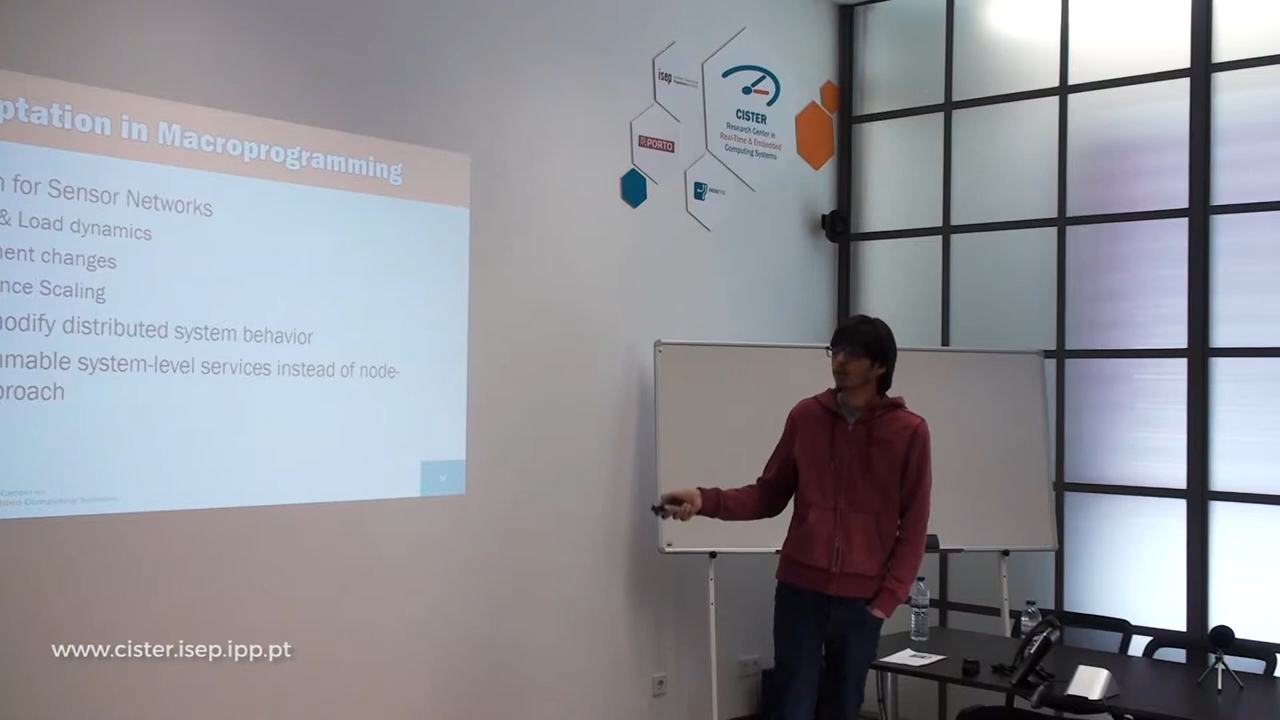 ptation in Macroprogramming
n for Sensor Networks
& Load dynamics
nent changes
nce Scaling
nodify distributed system behavior
nmable system-level services instead of node-
proach
isep
CISTER
Research Center in
Real-Time & Embedded
Computing Systems
P.PORTO
www.cister.isep.ipp.pt